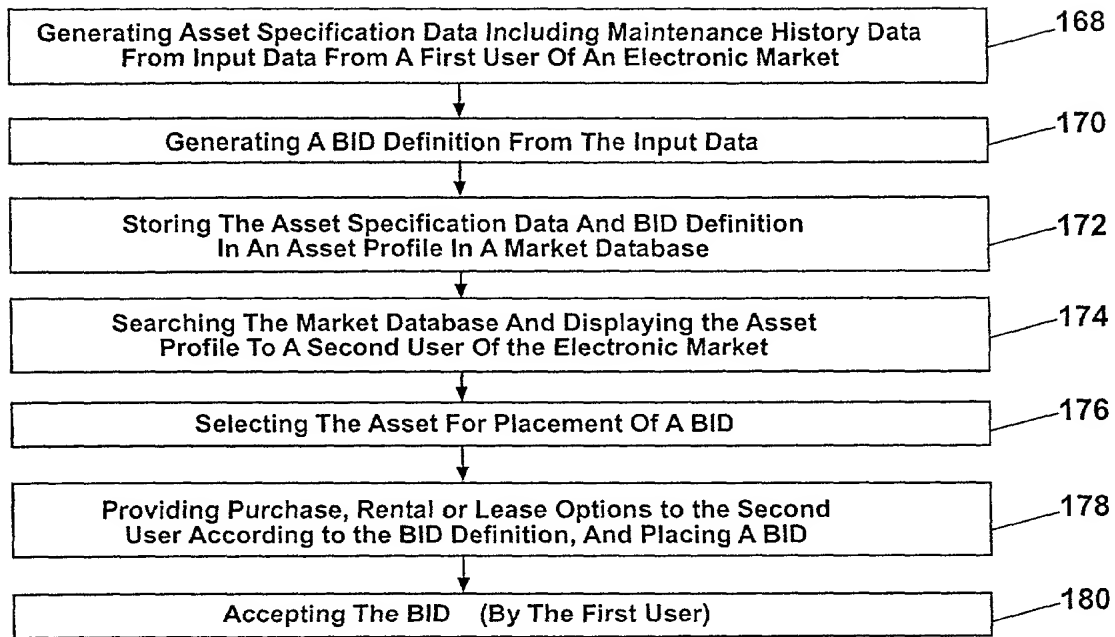 Generating Asset Specification Data Including Maintenance History Data
From Input Data From A First User Of An Electronic Market
168
Generating A BID Definition From The Input Data
170
Storing The Asset Specification Data And BID Definition
In An Asset Profile In A Market Database
172
Searching The Market Database And Displaying the Asset
Profile To A Second User Of the Electronic Market
174
Selecting The Asset For Placement Of A BID
176
Providing Purchase, Rental or Lease Options to the Second
User According to the BID Definition, And Placing A BID
178
Accepting The BID (By The First User)
180